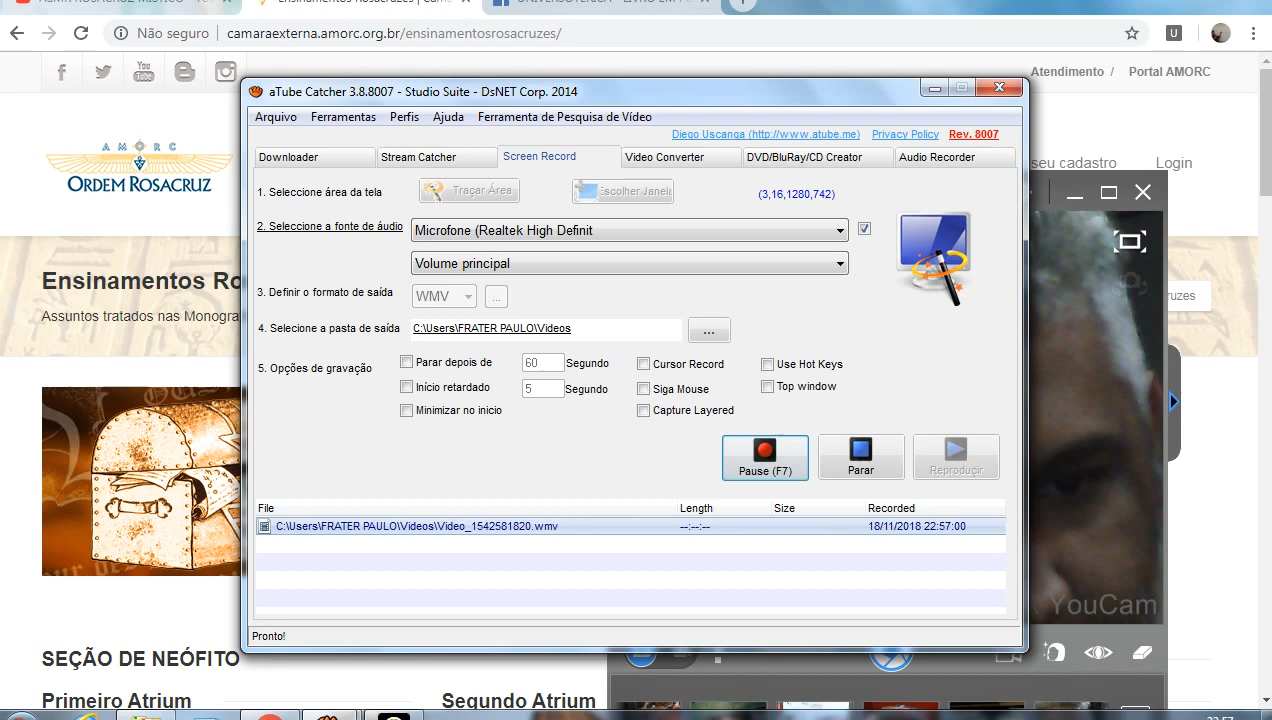 Ensinamentos Rosacruzes | Cama
Não seguro | camaraexterna.amorc.org.br/ensinamentosrosacruzes/
Atendimento / Portal AMORC
You Tube
AMORC
ORDEM ROSACRUZ
seu cadastro Login
Ensinamentos Ro
Assuntos tratados nas Monogra
aTube Catcher 3.8.8007 - Studio Suite - DsNET Corp. 2014
Arquivo Ferramentas Perfis Ajuda Ferramenta de Pesquisa de Vídeo
Diego Uscanga (http://www.atube.me) Privacy Policy Rev. 8007
Downloader Stream Catcher Screen Record Video Converter DVD/BluRay/CD Creator Audio Recorder
1. Seleccione área da tela Traçar Área Escolher Janela (3,16,1280,742)
2. Seleccione a fonte de áudio Microfone (Realtek High Definit
Volume principal
3. Definir o formato de saída WMV ...
4. Selecione a pasta de saída C:\Users\FRATER PAULO\Videos ...
5. Opções de gravação
Parar depois de 60 Segundo Cursor Record Use Hot Keys
Início retardado 5 Segundo Siga Mouse Top window
Minimizar no inicio Capture Layered
Pause (F7) Parar Reproduçir
File Length Size Recorded
C:\Users\FRATER PAULO\Videos\Video_1542581820.wmv --:--:-- 18/11/2018 22:57:00
Pronto!
YouCam
SEÇÃO DE NEÓFITO
Primeiro Atrium Segundo Atrium